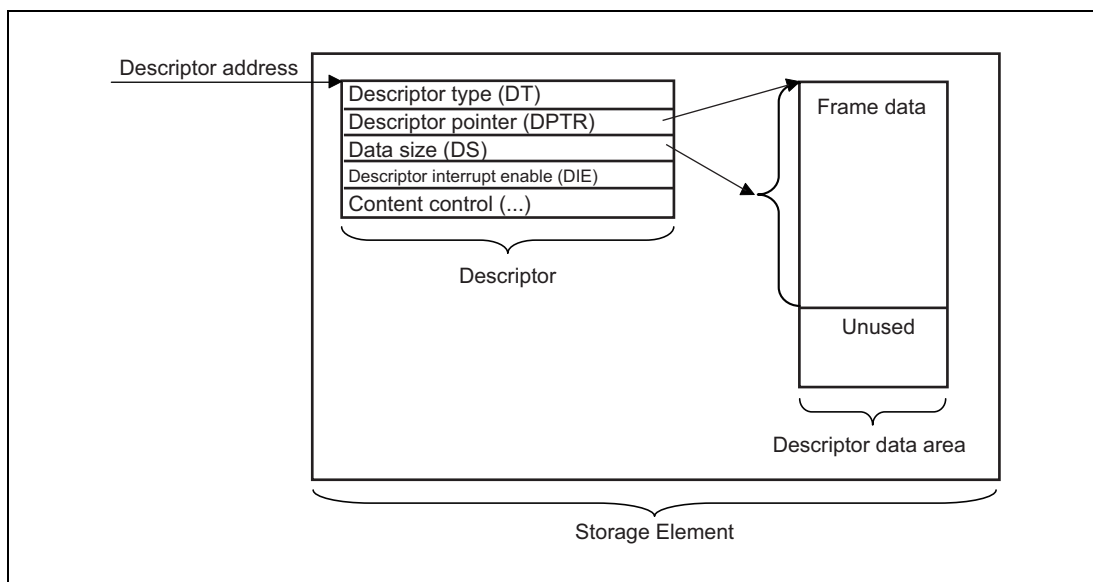 Descriptor address
Descriptor type (DT)
Descriptor pointer (DPTR)
Data size (DS)
Descriptor interrupt enable (DIE)
Content control (...)
Descriptor
Frame data
Unused
Descriptor data area
Storage Element